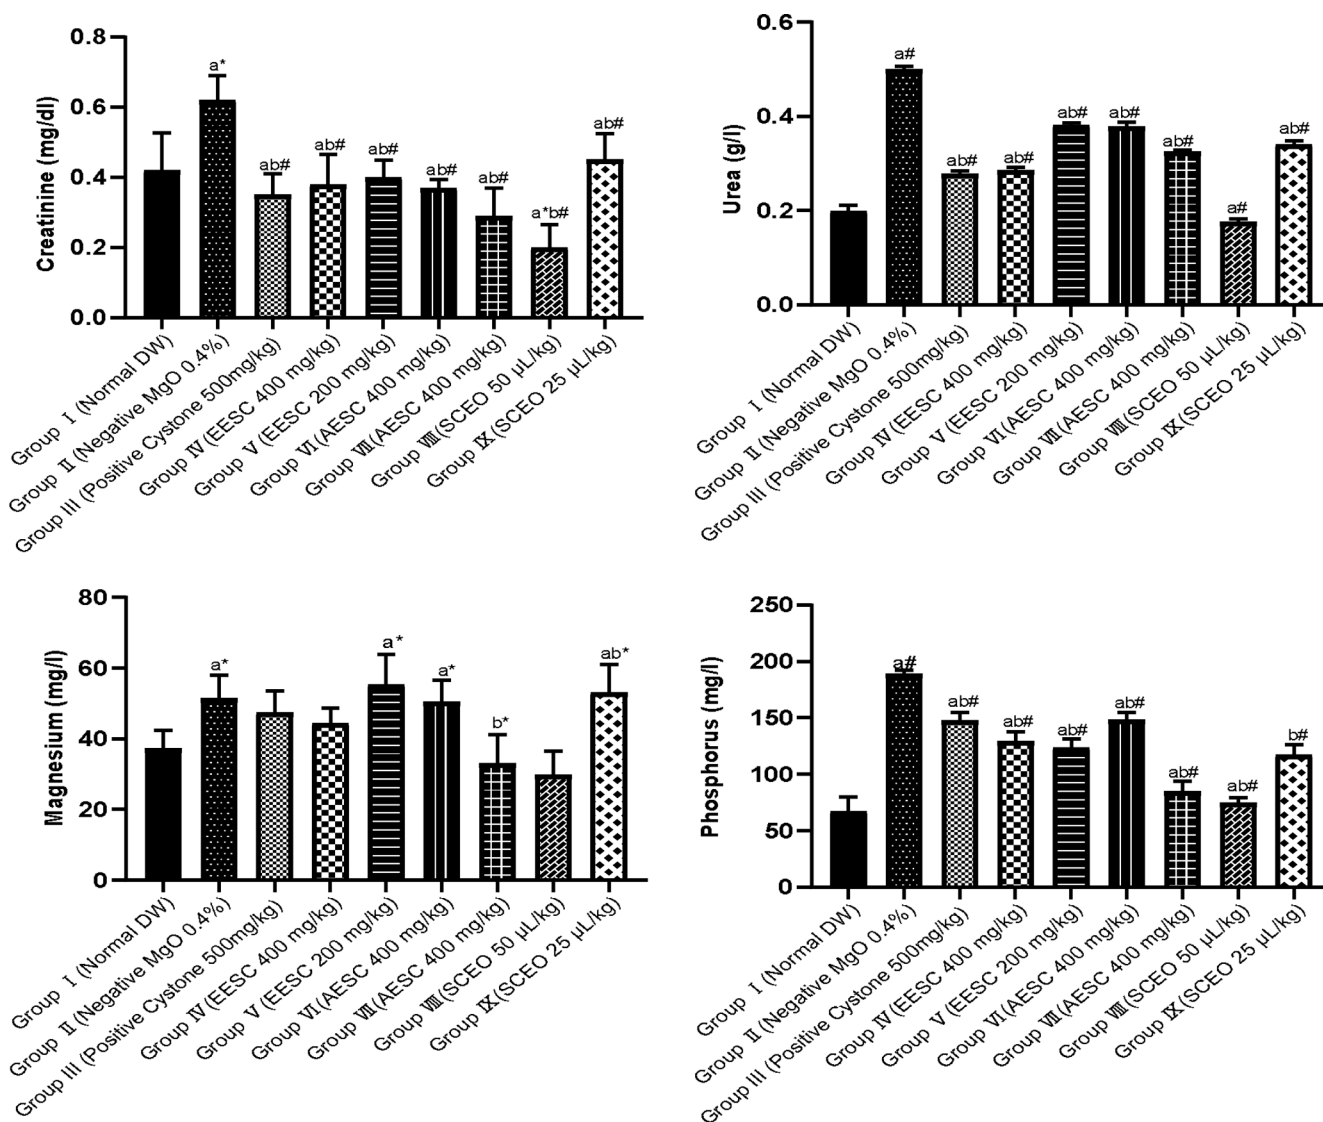 Creatinine (mg/dl)
0.8
0.6
0.4
0.2
0.0
a*
ab#
ab#
ab#
ab#
ab#
a*b#
ab#
Group Ⅰ (Normal DW)
Group Ⅱ (Negative MgO 0.4%)
Group III (Positive Cystone 500mg/kg)
Group Ⅳ (EESC 400 mg/kg)
Group Ⅴ (EESC 200 mg/kg)
Group Ⅵ (AESC 400 mg/kg)
Group Ⅶ (AESC 400 mg/kg)
Group Ⅷ (SCEO 50 µL/kg)
Group Ⅸ (SCEO 25 µL/kg)
Urea (g/l)
0.6
0.4
0.2
0.0
a#
ab#
ab#
ab#
ab#
ab#
a#
ab#
Group Ⅰ (Normal DW)
Group Ⅱ (Negative MgO 0.4%)
Group III (Positive Cystone 500mg/kg)
Group Ⅳ (EESC 400 mg/kg)
Group Ⅴ (EESC 200 mg/kg)
Group Ⅵ (AESC 400 mg/kg)
Group Ⅶ (AESC 400 mg/kg)
Group Ⅷ (SCEO 50 µL/kg)
Group Ⅸ (SCEO 25 µL/kg)
Magnesium (mg/l)
80
60
40
20
0
a*
a*
a*
b*
ab*
Group Ⅰ (Normal DW)
Group Ⅱ (Negative MgO 0.4%)
Group III (Positive Cystone 500mg/kg)
Group Ⅳ (EESC 400 mg/kg)
Group Ⅴ (EESC 200 mg/kg)
Group Ⅵ (AESC 400 mg/kg)
Group Ⅶ (AESC 400 mg/kg)
Group Ⅷ (SCEO 50 µL/kg)
Group Ⅸ (SCEO 25 µL/kg)
Phosphorus (mg/l)
250
200
150
100
50
0
a#
ab#
ab#
ab#
ab#
ab#
ab#
b#
Group Ⅰ (Normal DW)
Group Ⅱ (Negative MgO 0.4%)
Group III (Positive Cystone 500mg/kg)
Group Ⅳ (EESC 400 mg/kg)
Group Ⅴ (EESC 200 mg/kg)
Group Ⅵ (AESC 400 mg/kg)
Group Ⅶ (AESC 400 mg/kg)
Group Ⅷ (SCEO 50 µL/kg)
Group Ⅸ (SCEO 25 µL/kg)